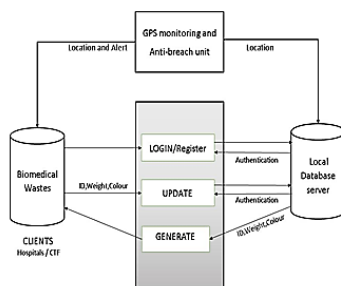 GPS monitoring and
Anti-breach unit
Location and Alert
Location
LOGIN/Register
Authentication
Biomedical
Wastes
ID,Weight,Colour
UPDATE
Authentication
Local
Database
server
GENERATE
ID,Weight,Colour
CLIENTS
Hospitals / CTF